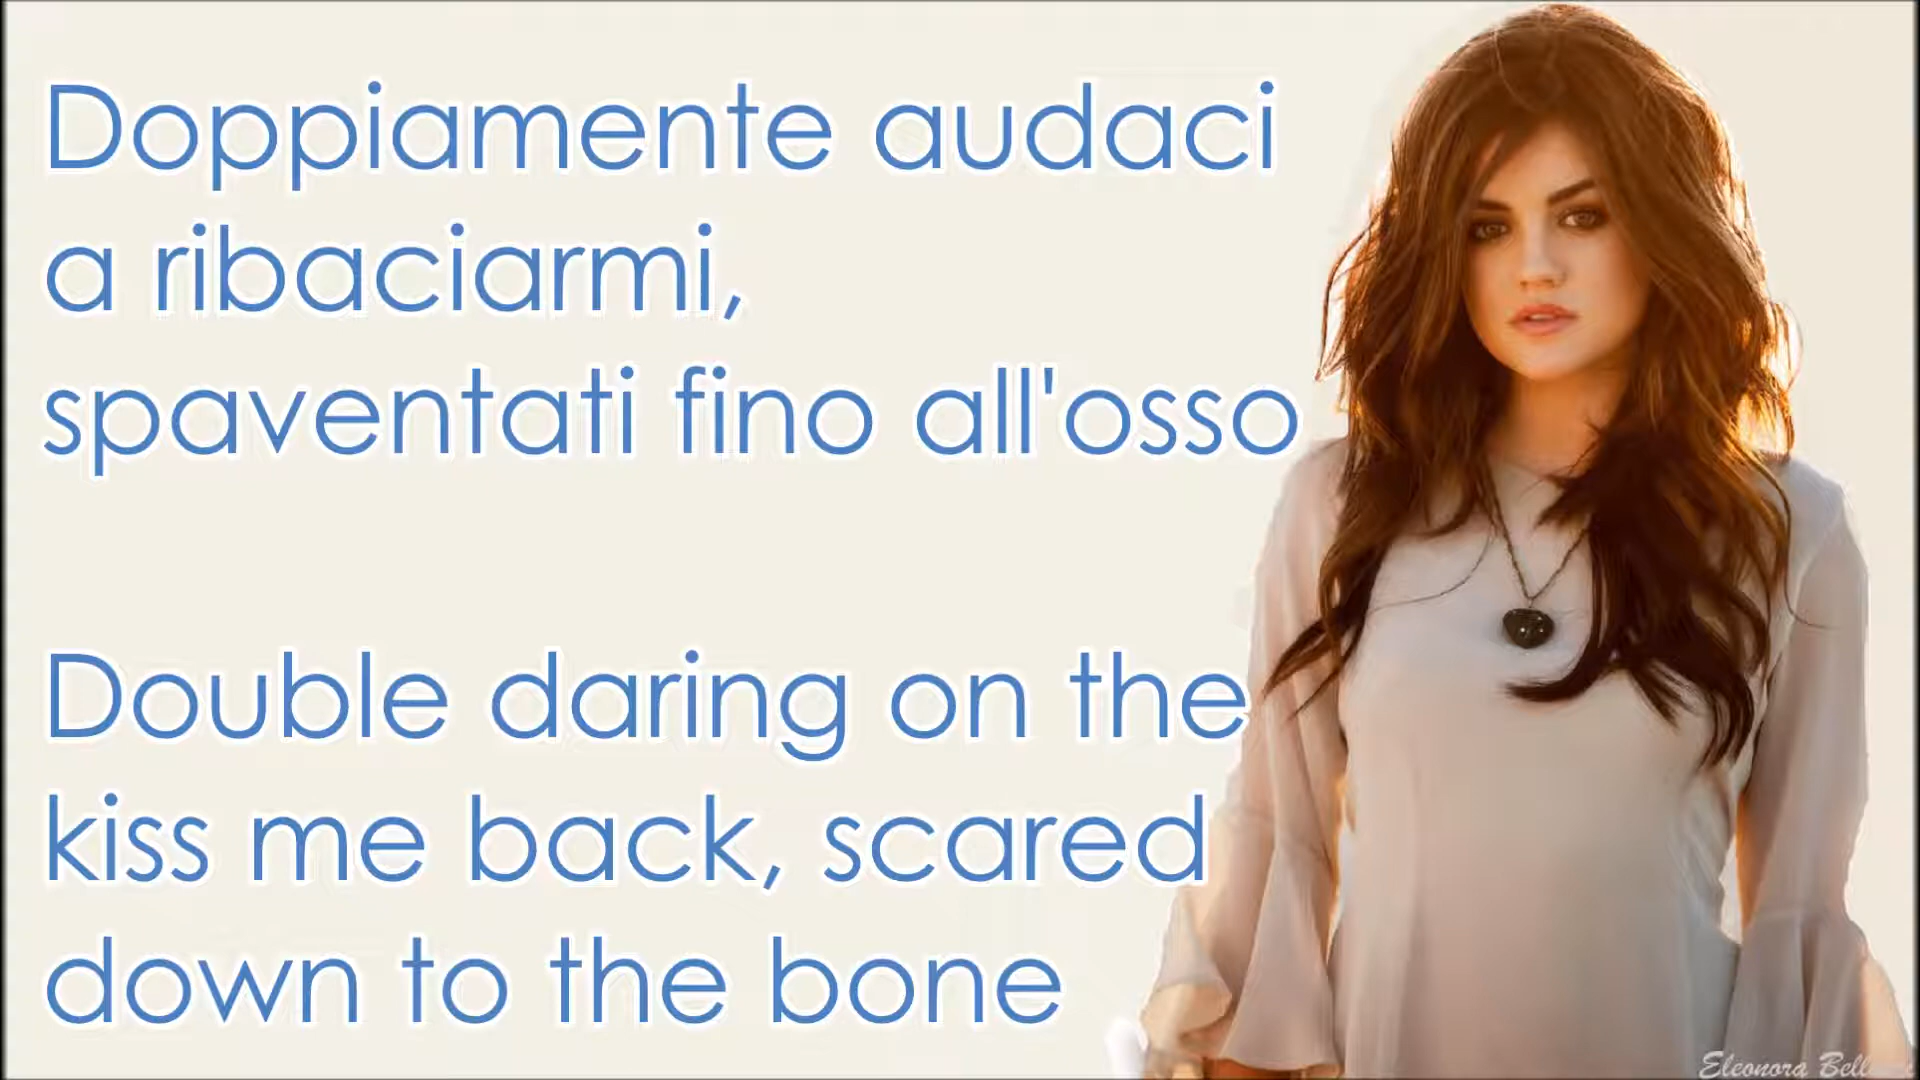 Doppiamente audaci
a ribaciarmi,
spaventati fino all'osso
Double daring on the
kiss me back, scared
down to the bone
Eleonora